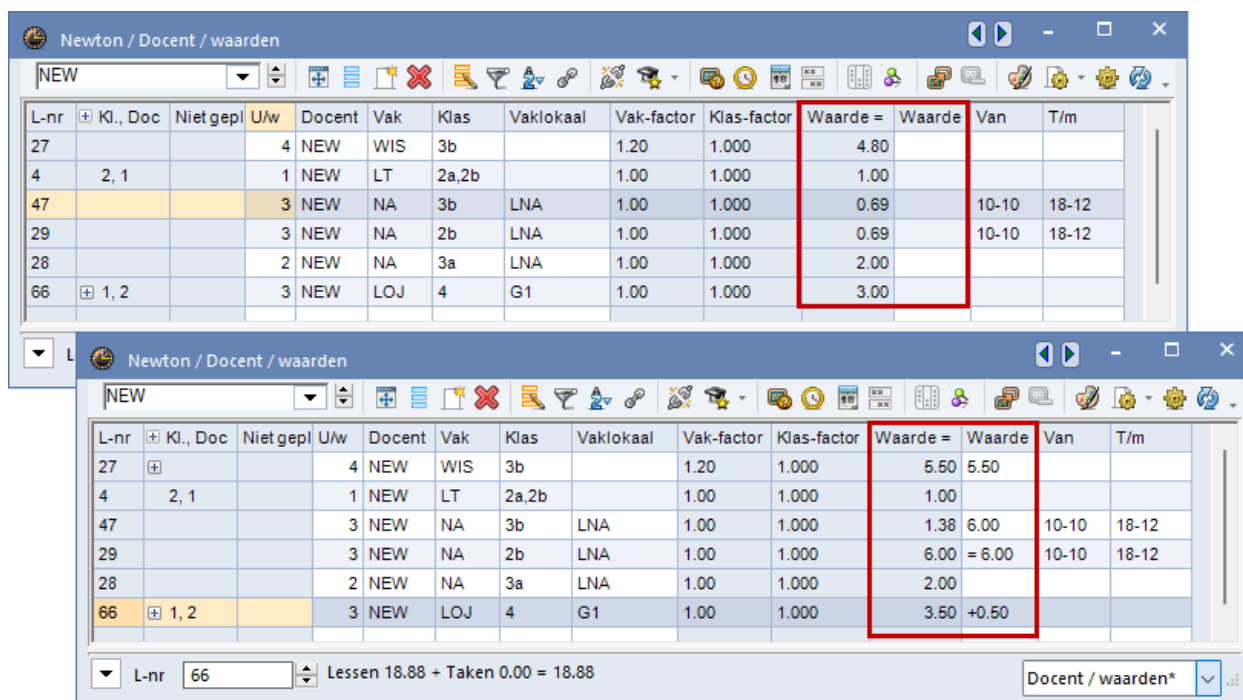 Newton / Docent / waarden
NEW
L-nr Kl., Doc Niet gepl U/w Docent Vak Klas Vaklokaal Vak-factor Klas-factor Waarde = Waarde Van T/m
27 4 NEW WIS 3b 1.20 1.000 4.80
4 2, 1 1 NEW LT 2a,2b 1.00 1.000 1.00
47 3 NEW NA 3b LNA 1.00 1.000 0.69 10-10 18-12
29 3 NEW NA 2b LNA 1.00 1.000 0.69 10-10 18-12
28 2 NEW NA 3a LNA 1.00 1.000 2.00
66 1, 2 3 NEW LOJ 4 G1 1.00 1.000 3.00
L
Newton / Docent / waarden
NEW
L-nr Kl., Doc Niet gepl U/w Docent Vak Klas Vaklokaal Vak-factor Klas-factor Waarde = Waarde Van T/m
27 4 NEW WIS 3b 1.20 1.000 5.50 5.50
4 2, 1 1 NEW LT 2a,2b 1.00 1.000 1.00
47 3 NEW NA 3b LNA 1.00 1.000 1.38 6.00 10-10 18-12
29 3 NEW NA 2b LNA 1.00 1.000 6.00 = 6.00 10-10 18-12
28 2 NEW NA 3a LNA 1.00 1.000 2.00
66 1, 2 3 NEW LOJ 4 G1 1.00 1.000 3.50 +0.50
L-nr 66 Lessen 18.88 + Taken 0.00 = 18.88 Docent / waarden*